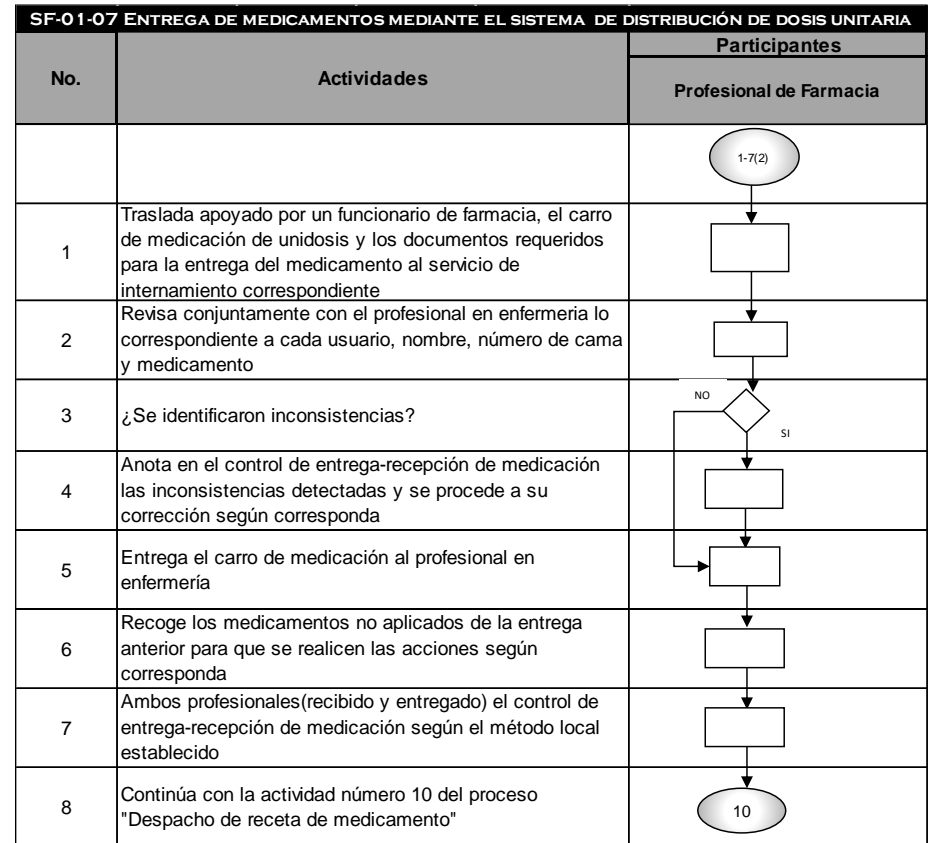 SF-01-07 Entrega de medicamentos mediante el sistema de distribución de dosis unitaria
No.
Actividades
Participantes
Profesional de Farmacia
1-7(2)
1
Traslada apoyado por un funcionario de farmacia, el carro
de medicación de unidosis y los documentos requeridos
para la entrega del medicamento al servicio de
internamiento correspondiente
2
Revisa conjuntamente con el profesional en enfermeria lo
correspondiente a cada usuario, nombre, número de cama
y medicamento
3
¿Se identificaron inconsistencias?
NO
SI
4
Anota en el control de entrega-recepción de medicación
las inconsistencias detectadas y se procede a su
corrección según corresponda
5
Entrega el carro de medicación al profesional en
enfermería
6
Recoge los medicamentos no aplicados de la entrega
anterior para que se realicen las acciones según
corresponda
7
Ambos profesionales(recibido y entregado) el control de
entrega-recepción de medicación según el método local
establecido
8
Continúa con la actividad número 10 del proceso
"Despacho de receta de medicamento"
10